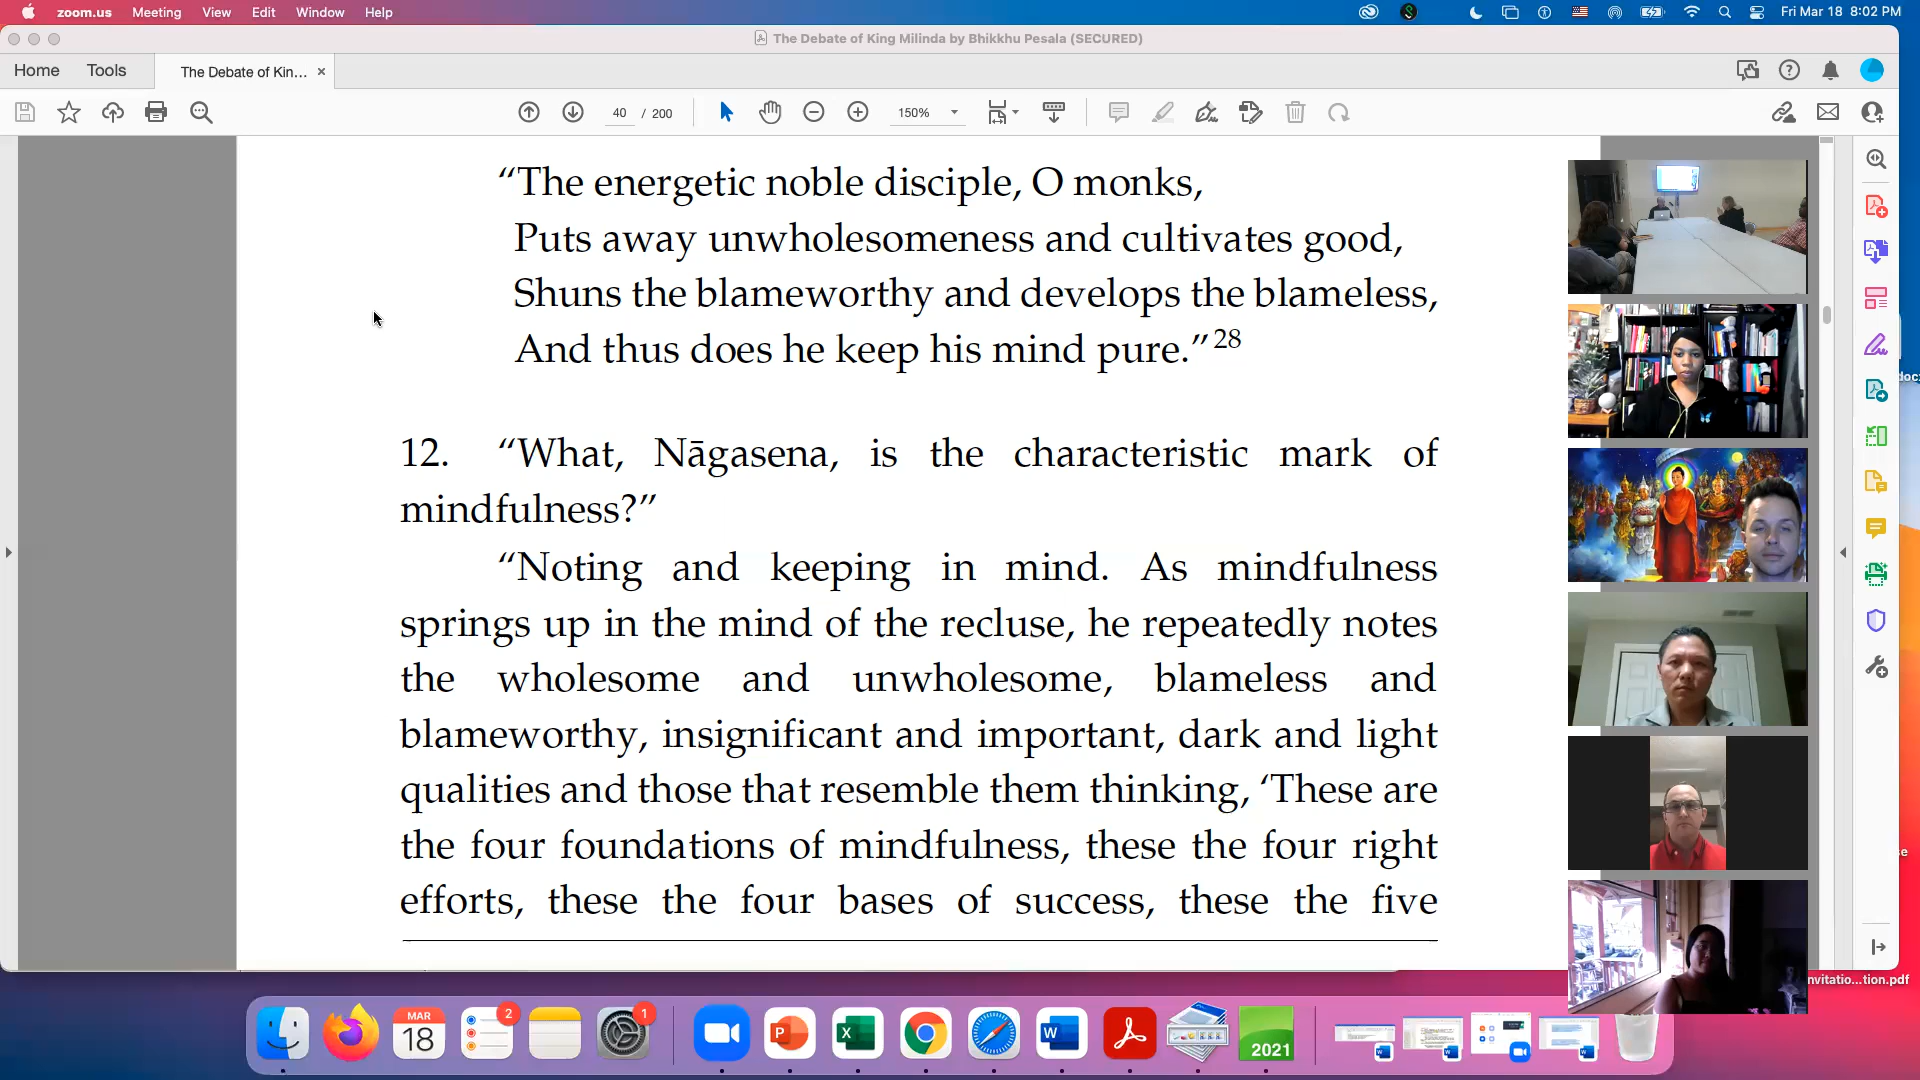 zoom.us Meeting View Edit Window Help Fri Mar 18 8:02 PM
The Debate of King Milinda by Bhikkhu Pesala (SECURED)
Home Tools The Debate of Kin... ×
40 / 200 150%
“The energetic noble disciple, O monks,
Puts away unwholesomeness and cultivates good,
Shuns the blameworthy and develops the blameless,
And thus does he keep his mind pure.”28
12. “What, Nāgasena, is the characteristic mark of
mindfulness?”
“Noting and keeping in mind. As mindfulness
springs up in the mind of the recluse, he repeatedly notes
the wholesome and unwholesome, blameless and
blameworthy, insignificant and important, dark and light
qualities and those that resemble them thinking, ‘These are
the four foundations of mindfulness, these the four right
efforts, these the four bases of success, these the five
nvitatio...tion.pdf
MAR
18
2
1
2021